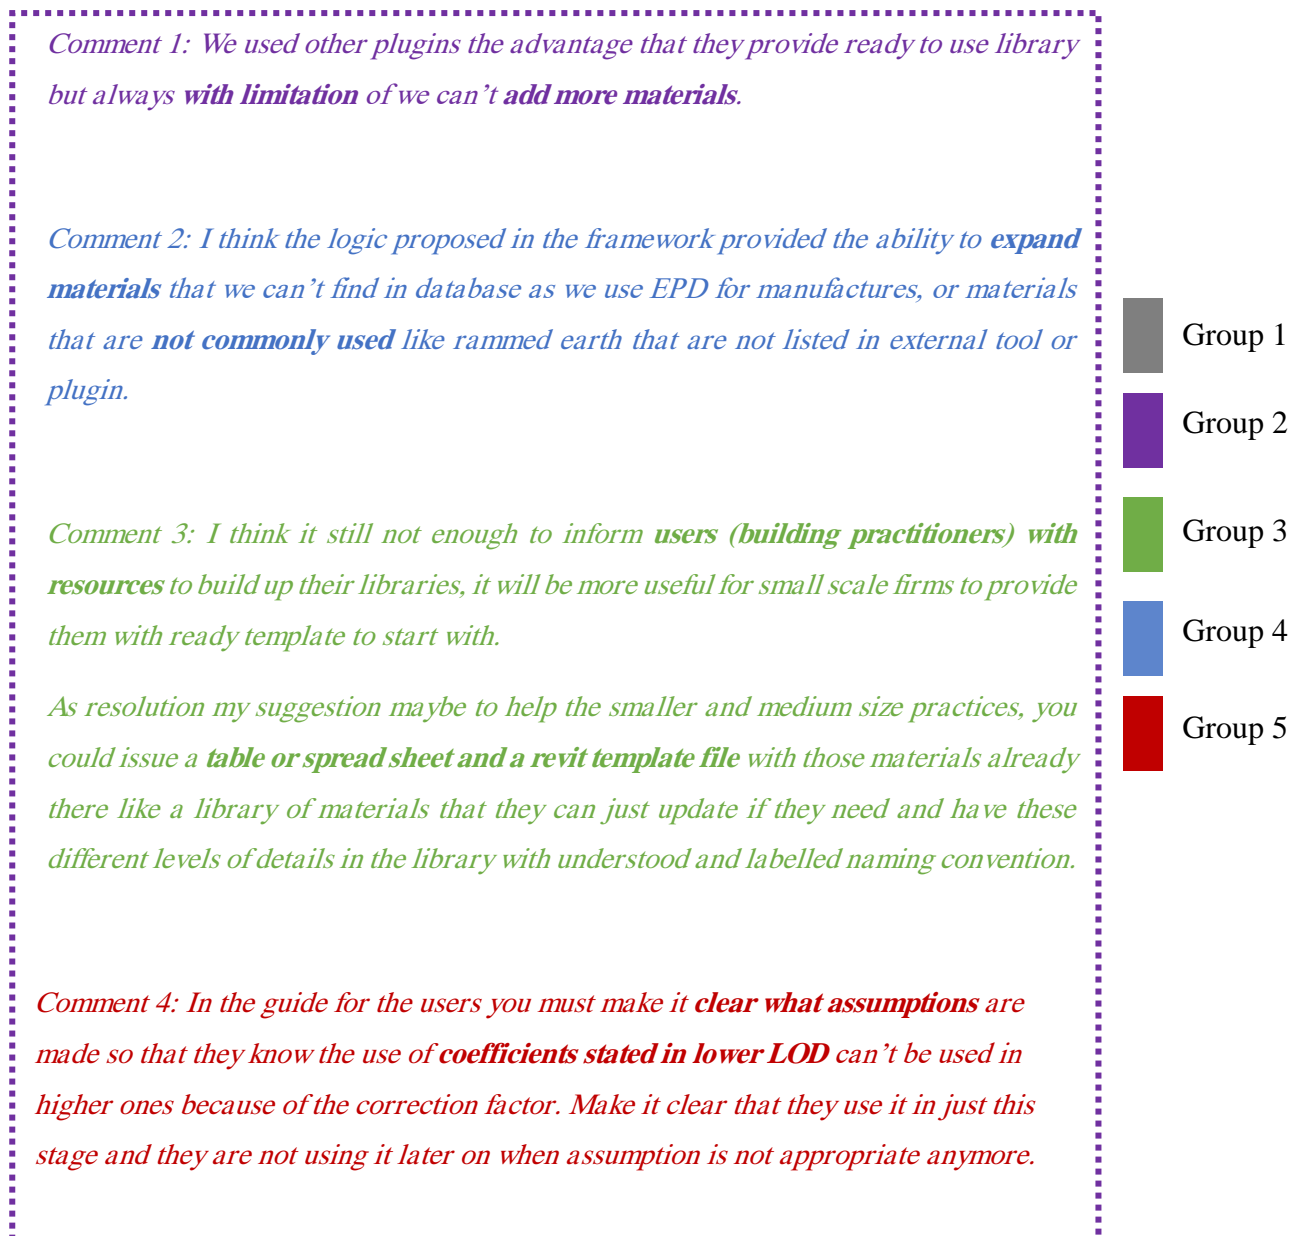 Comment 1: We used other plugins the advantage that they provide ready to use library
but always with limitation of we can't add more materials.
Comment 2: I think the logic proposed in the framework provided the ability to expand
materials that we can't find in database as we use EPD for manufactures, or materials
that are not commonly used like rammed earth that are not listed in external tool or
plugin.
Comment 3: I think it still not enough to inform users (building practitioners) with
resources to build up their libraries, it will be more useful for small scale firms to provide
them with ready template to start with.
As resolution my suggestion maybe to help the smaller and medium size practices, you
could issue a table or spread sheet and a revit template file with those materials already
there like a library of materials that they can just update if they need and have these
different levels of details in the library with understood and labelled naming convention.
Comment 4: In the guide for the users you must make it clear what assumptions are
made so that they know the use of coefficients stated in lower LOD can't be used in
higher ones because of the correction factor. Make it clear that they use it in just this
stage and they are not using it later on when assumption is not appropriate anymore.
Group 1
Group 2
Group 3
Group 4
Group 5